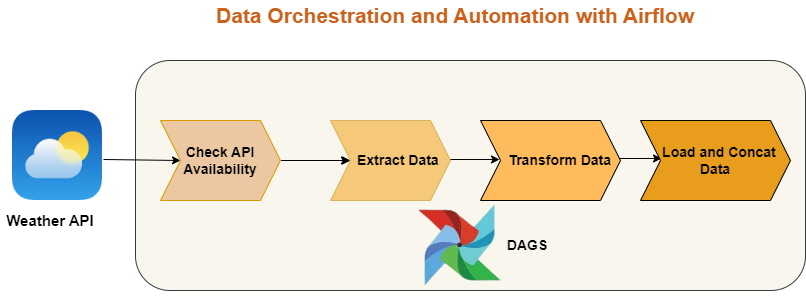 Data Orchestration and Automation with Airflow
Weather API
Check API
Availability
Extract Data
Transform Data
Load and Concat
Data
DAGS